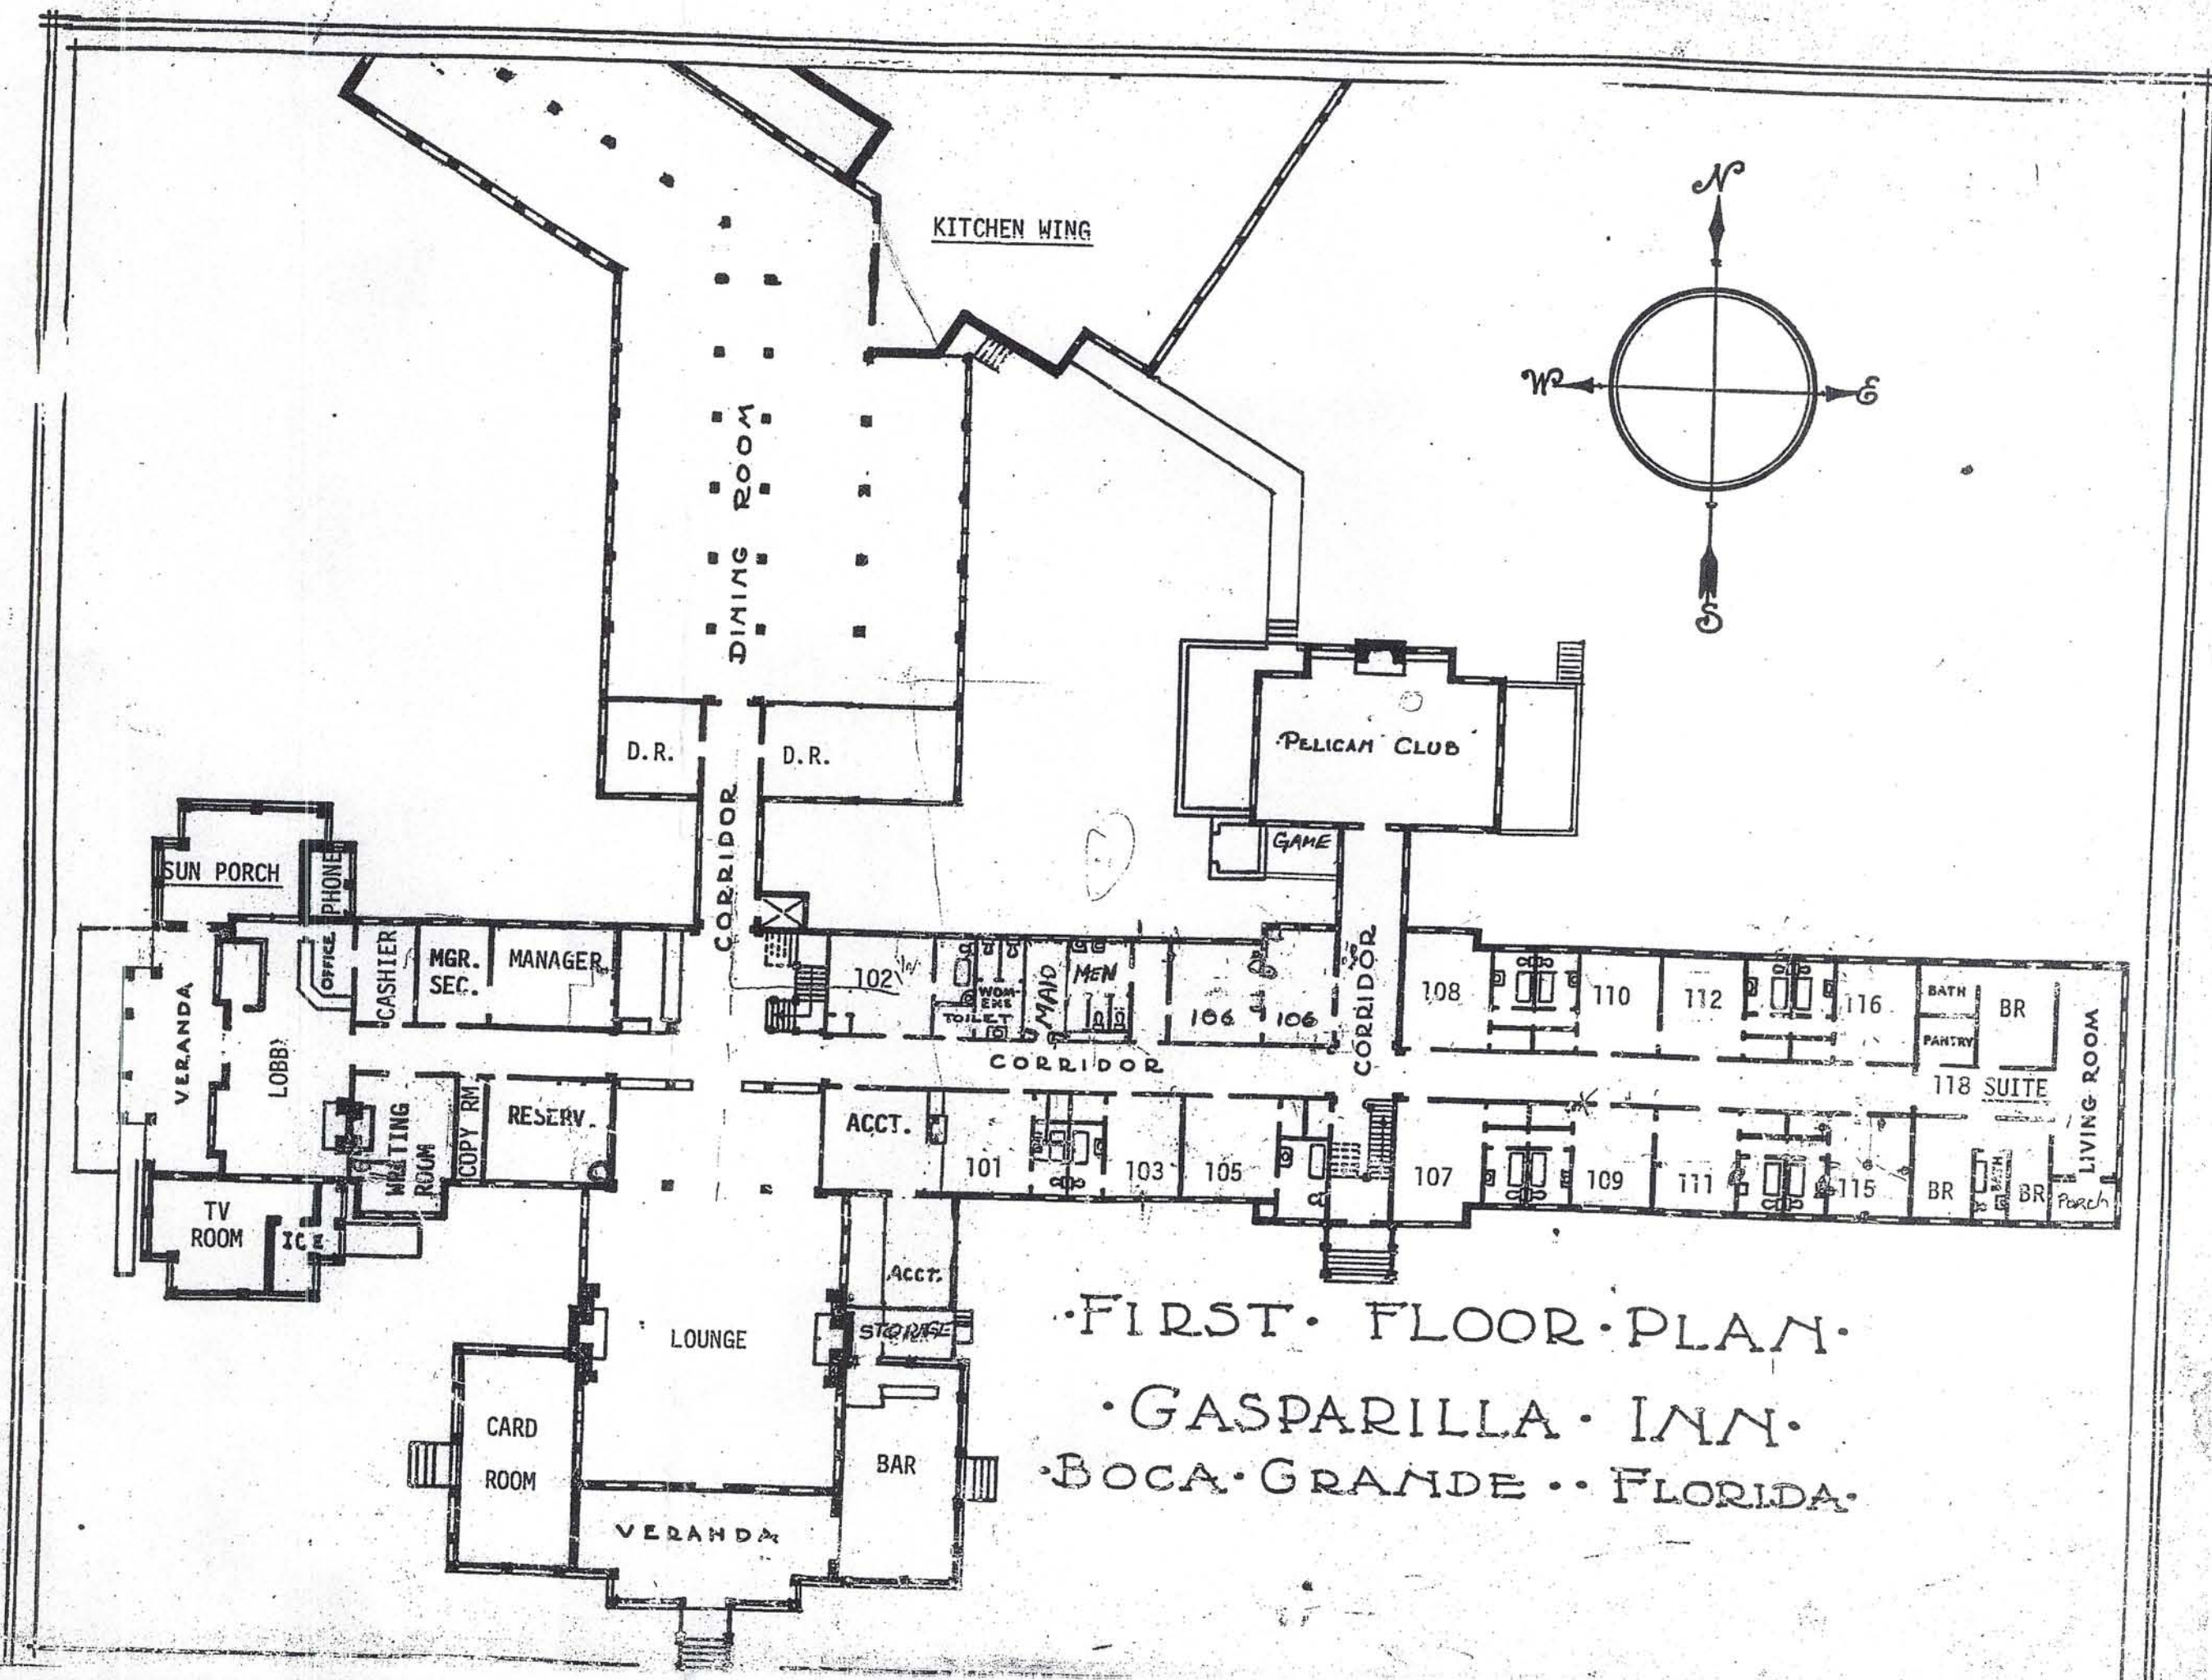 KITCHEN WING
N
W
E
S
DINING ROOM
D.R.
D.R.
PELICAN CLUB
GAME
CORRIDOR
SUN PORCH
PHONE
OFFICE
CASHIER
MGR.
SEC.
MANAGER
102
WOM-
ENS
TOILET
MAID
MEN
106
106
CORRIDOR
108
110
112
116
BATH
PANTRY
BR
LIVING ROOM
VERANDA
LOBBY
CORRIDOR
118 SUITE
WRITING
ROOM
COPY RM
RESERV.
ACCT.
101
103
105
107
109
111
115
BR
BATH
BR
PORCH
TV
ROOM
ICE
ACCT.
STORAGE
LOUNGE
CARD
ROOM
BAR
VERANDA
·FIRST· FLOOR·PLAN·
·GASPARILLA· INN·
·BOCA·GRANDE·· FLORIDA·